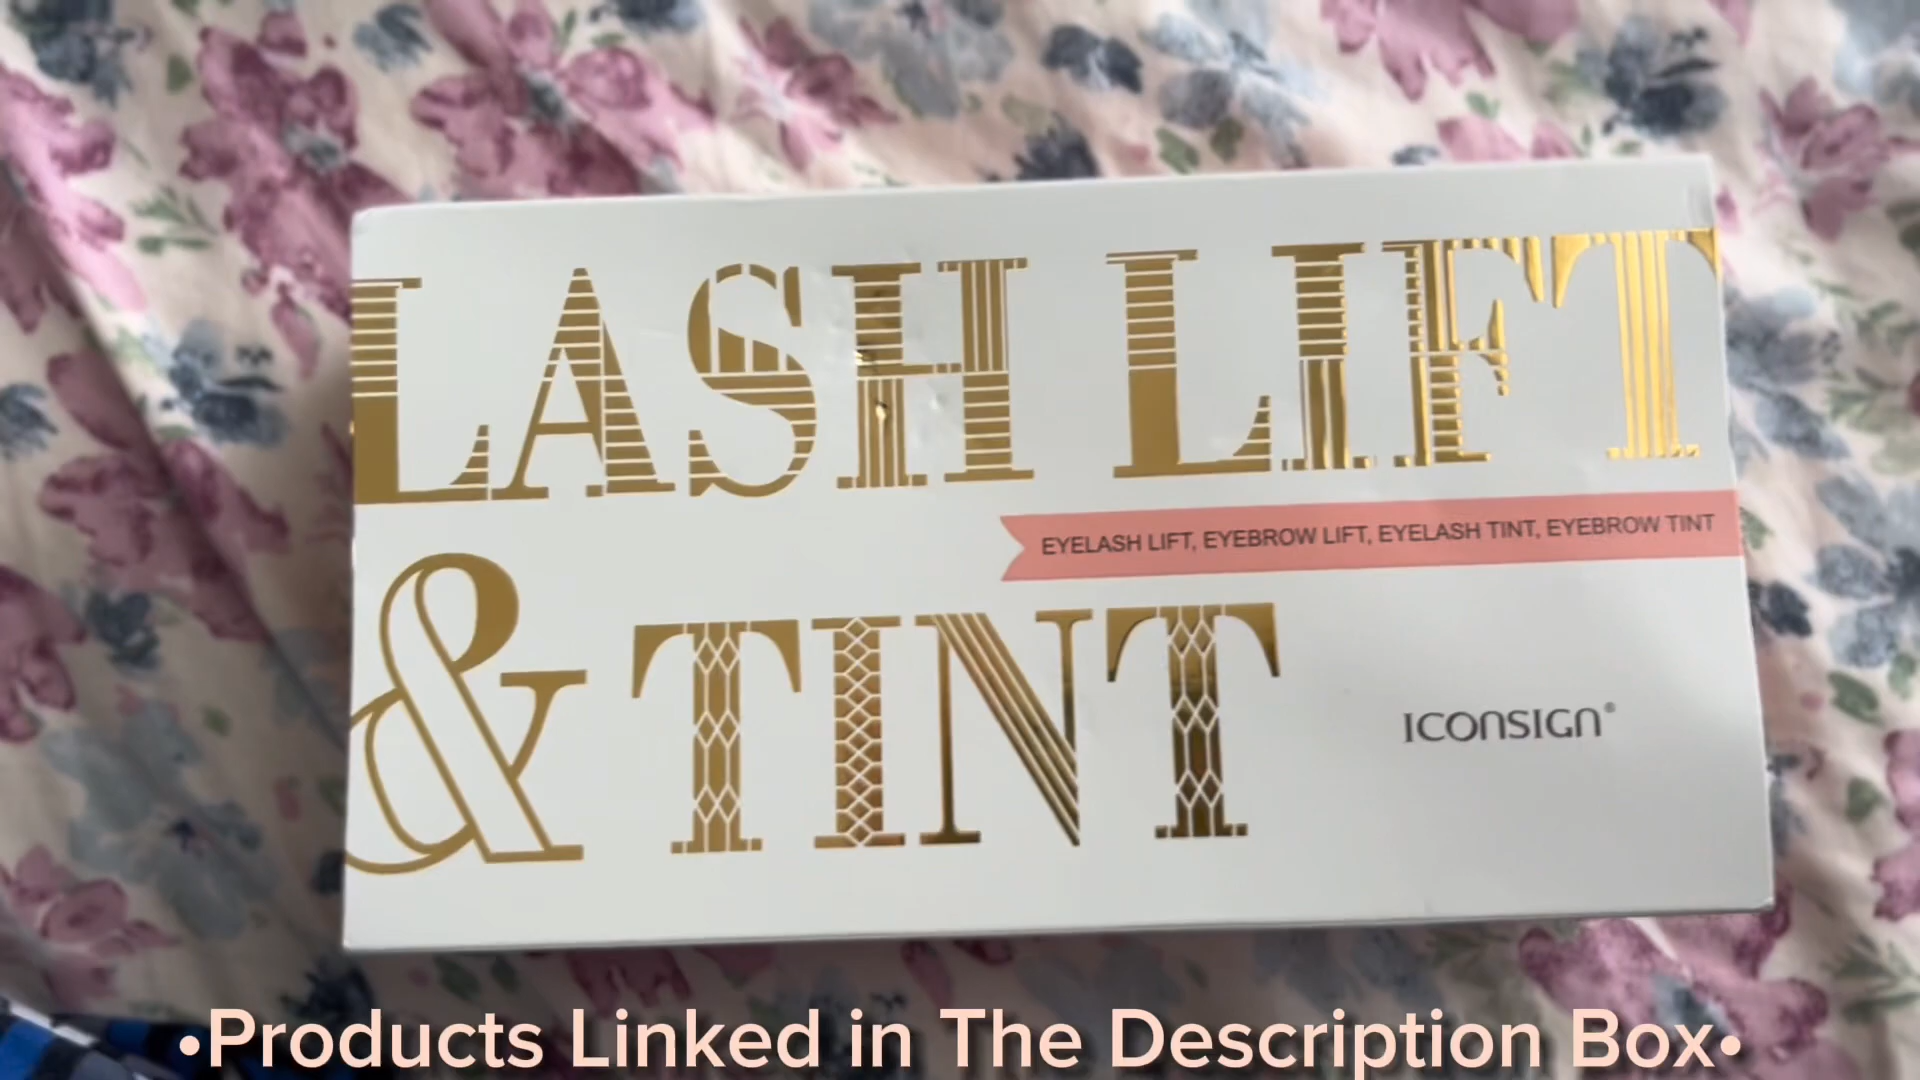 LASH LIFT
EYELASH LIFT, EYEBROW LIFT, EYELASH TINT, EYEBROW TINT
& TINT
ICONSIGN®
•Products Linked in The Description Box•